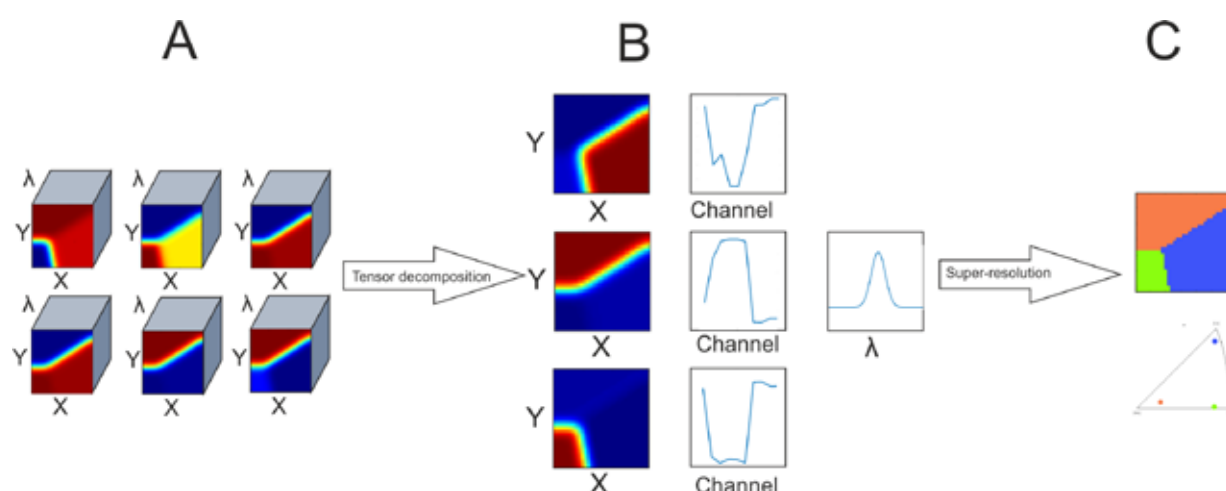 A
B
C
λ
λ
λ
Y
Y
Y
X
X
X
λ
λ
λ
Y
Y
Y
X
X
X
Tensor decomposition
Y
X
Channel
Y
X
Channel
λ
Y
X
Channel
Super-resolution